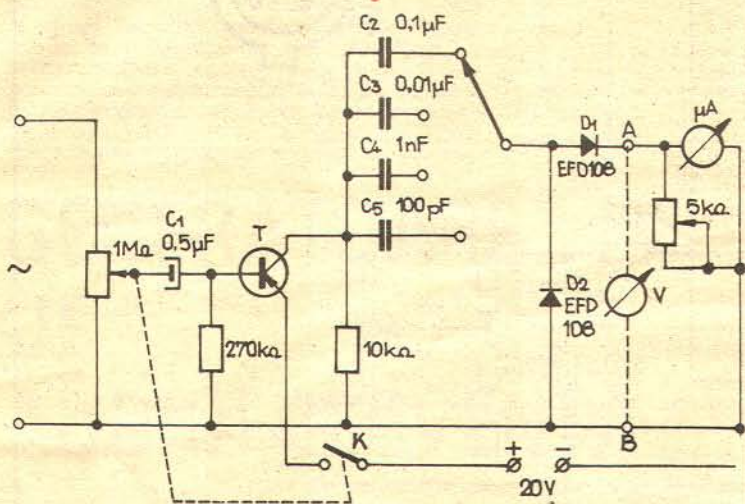 C2 0,1μF
C3 0,01μF
C4 1nF
C5 100pF
D1
EFD108
A
μA
5kΩ
C1
0,5μF
T
1MΩ
~
D2
EFD
108
V
270kΩ
10kΩ
K
B
+ −
20V